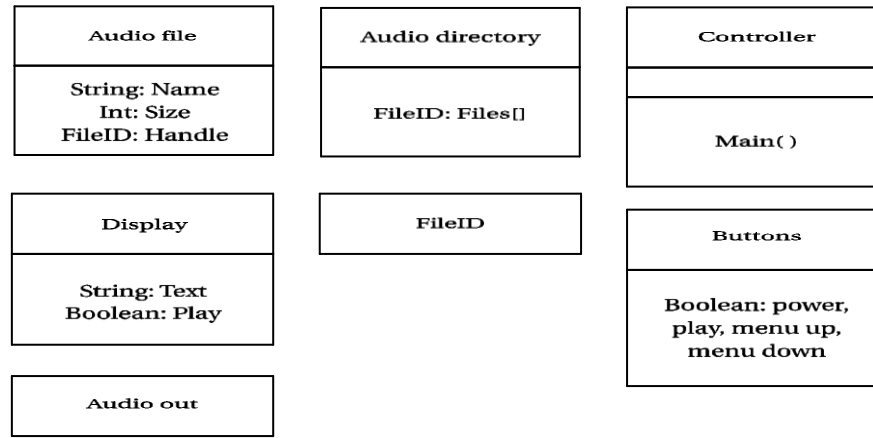 Audio file
String: Name
Int: Size
FileID: Handle
Audio directory
FileID: Files[]
Controller
Main( )
Display
String: Text
Boolean: Play
FileID
Buttons
Boolean: power,
play, menu up,
menu down
Audio out